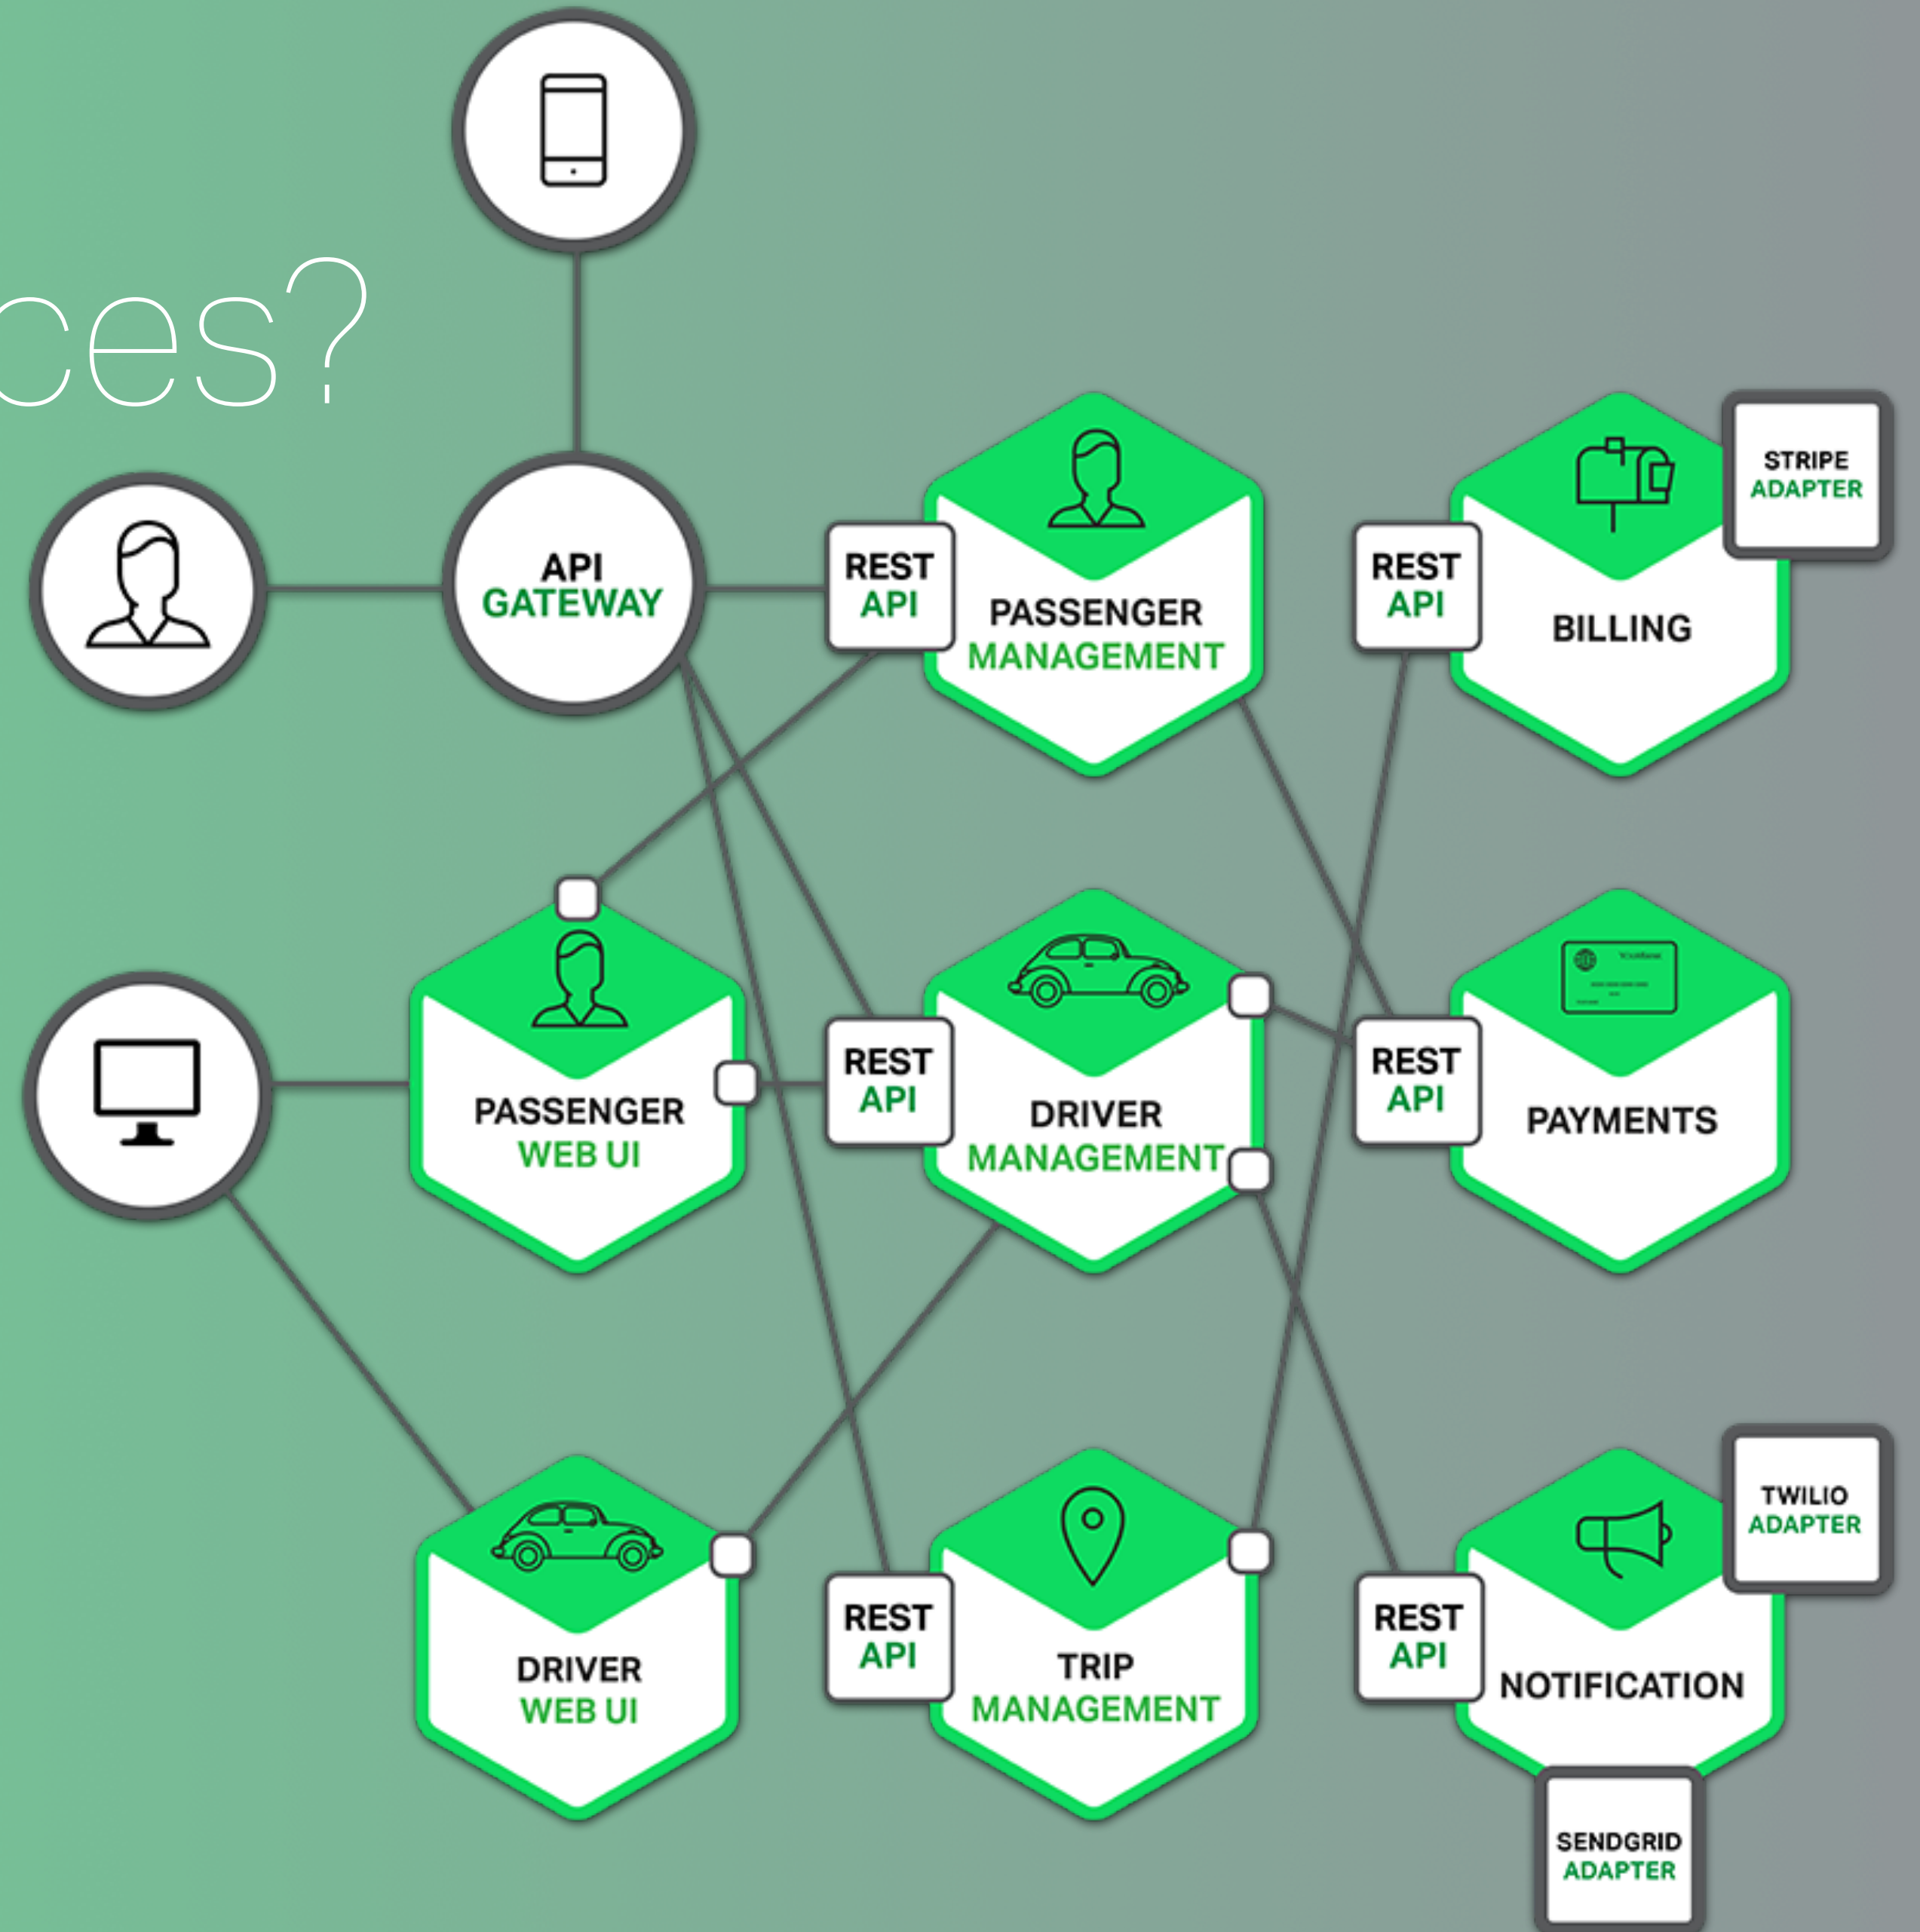 ces?
API
GATEWAY
REST
API
PASSENGER
MANAGEMENT
REST
API
BILLING
STRIPE
ADAPTER
PASSENGER
WEB UI
REST
API
DRIVER
MANAGEMENT
REST
API
PAYMENTS
DRIVER
WEB UI
REST
API
TRIP
MANAGEMENT
REST
API
NOTIFICATION
TWILIO
ADAPTER
SENDGRID
ADAPTER